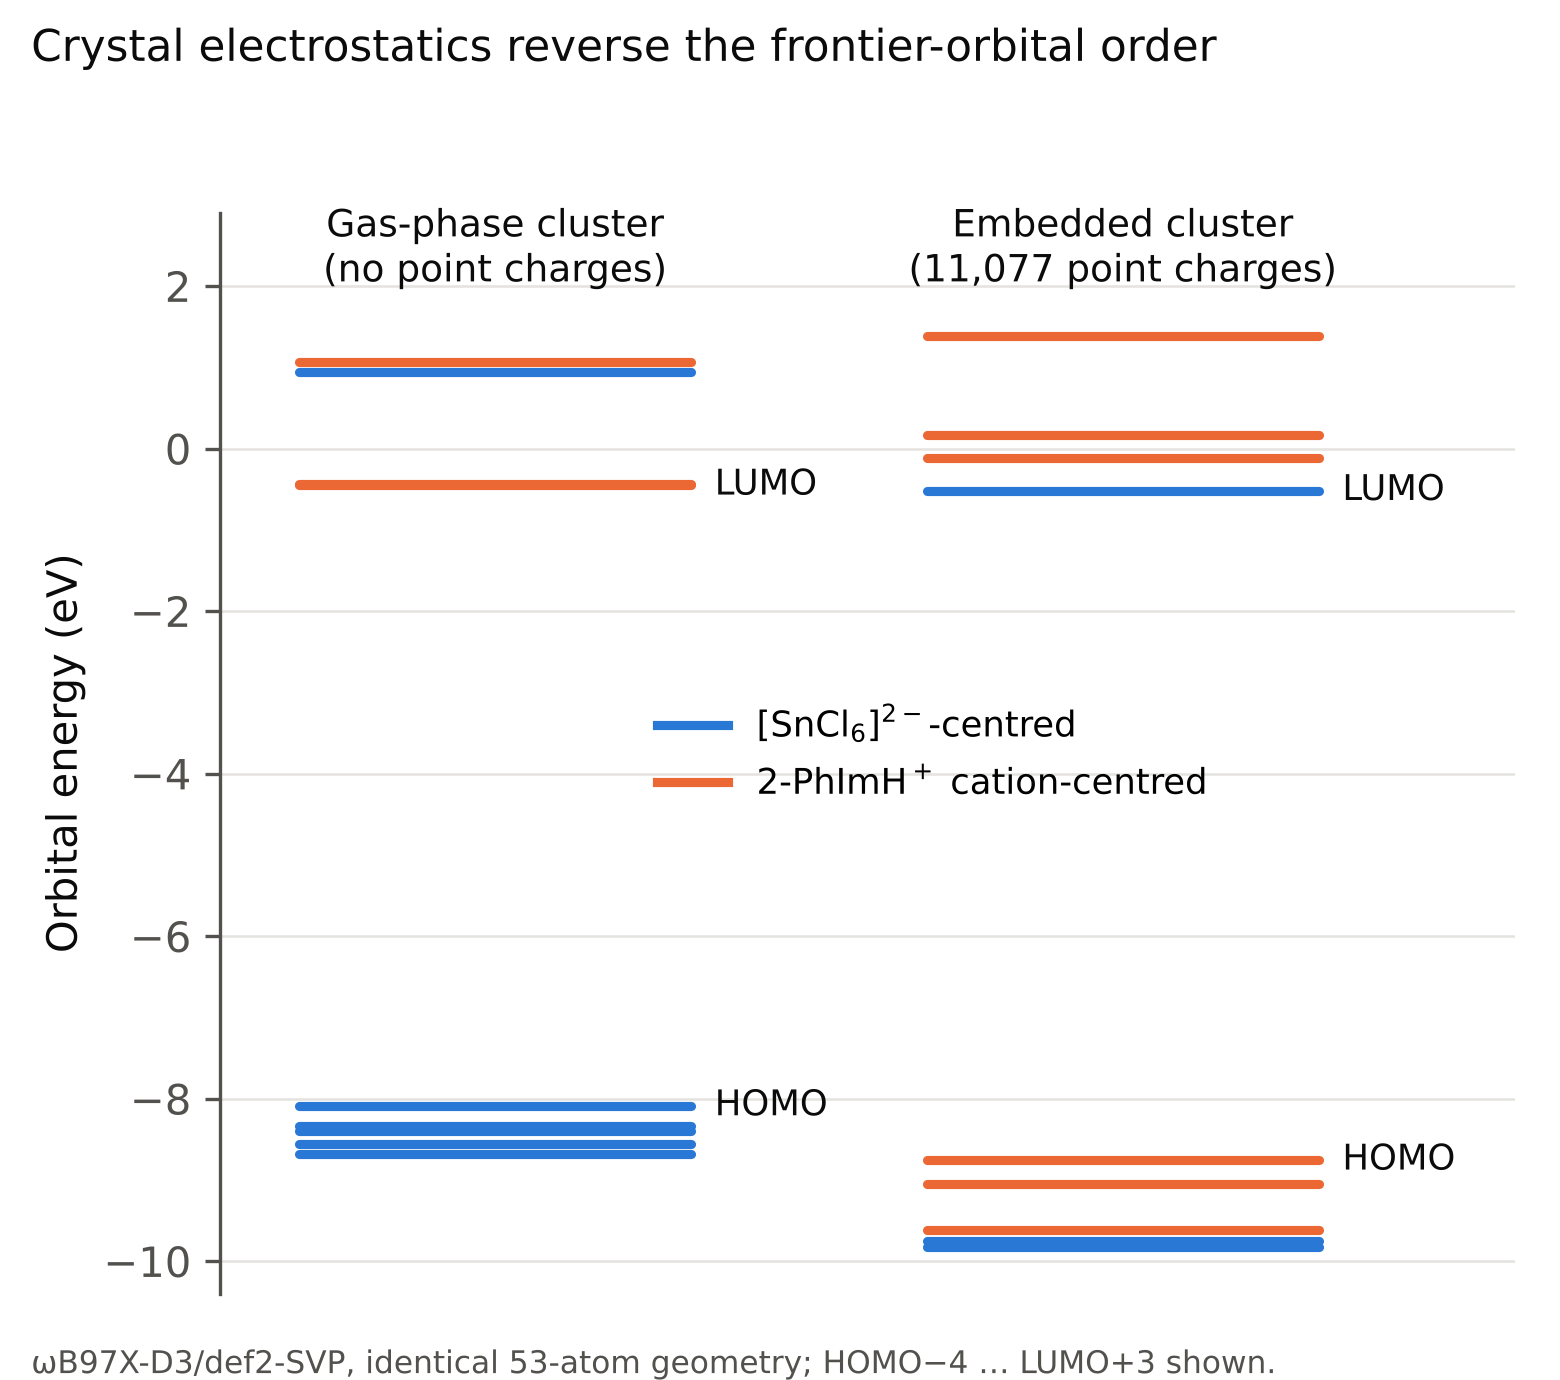 Crystal electrostatics reverse the frontier-orbital order
Gas-phase cluster
(no point charges)
Embedded cluster
(11,077 point charges)
2
0
−2
−4
−6
−8
−10
Orbital energy (eV)
LUMO
LUMO
[SnCl₆]²⁻-centred
2-PhImH⁺ cation-centred
HOMO
HOMO
ωB97X-D3/def2-SVP, identical 53-atom geometry; HOMO−4 … LUMO+3 shown.